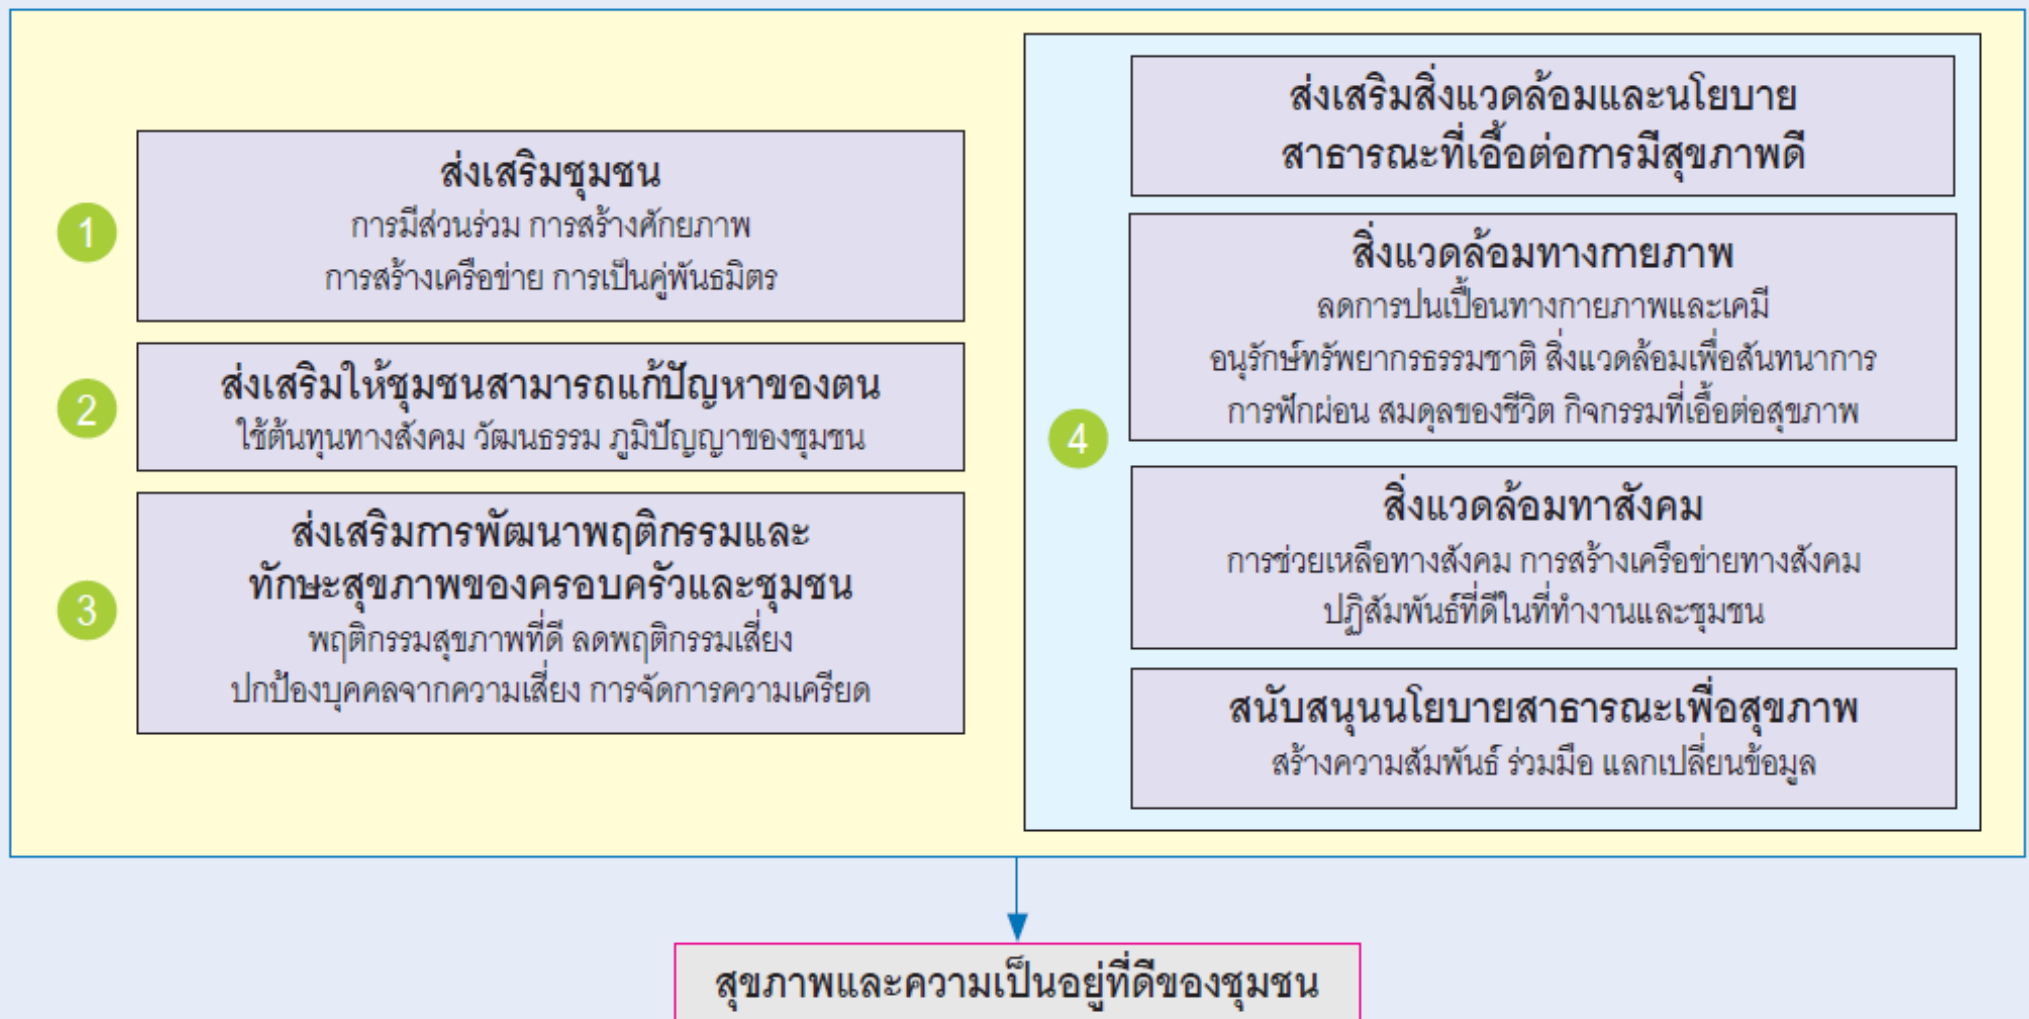 1
ส่งเสริมชุมชน
การมีส่วนร่วม การสร้างศักยภาพ
การสร้างเครือข่าย การเป็นคู่พันธมิตร
2
ส่งเสริมให้ชุมชนสามารถแก้ปัญหาของตน
ใช้ต้นทุนทางสังคม วัฒนธรรม ภูมิปัญญาของชุมชน
3
ส่งเสริมการพัฒนาพฤติกรรมและ
ทักษะสุขภาพของครอบครัวและชุมชน
พฤติกรรมสุขภาพที่ดี ลดพฤติกรรมเสี่ยง
ปกป้องบุคคลจากความเสี่ยง การจัดการความเครียด
4
ส่งเสริมสิ่งแวดล้อมและนโยบาย
สาธารณะที่เอื้อต่อการมีสุขภาพดี
สิ่งแวดล้อมทางกายภาพ
ลดการปนเปื้อนทางกายภาพและเคมี
อนุรักษ์ทรัพยากรธรรมชาติ สิ่งแวดล้อมเพื่อสันทนาการ
การฟักผ่อน สมดุลของชีวิต กิจกรรมที่เอื้อต่อสุขภาพ
สิ่งแวดล้อมทาสังคม
การช่วยเหลือทางสังคม การสร้างเครือข่ายทางสังคม
ปฏิสัมพันธ์ที่ดีในที่ทำงานและชุมชน
สนับสนุนนโยบายสาธารณะเพื่อสุขภาพ
สร้างความสัมพันธ์ ร่วมมือ แลกเปลี่ยนข้อมูล
สุขภาพและความเป็นอยู่ที่ดีของชุมชน